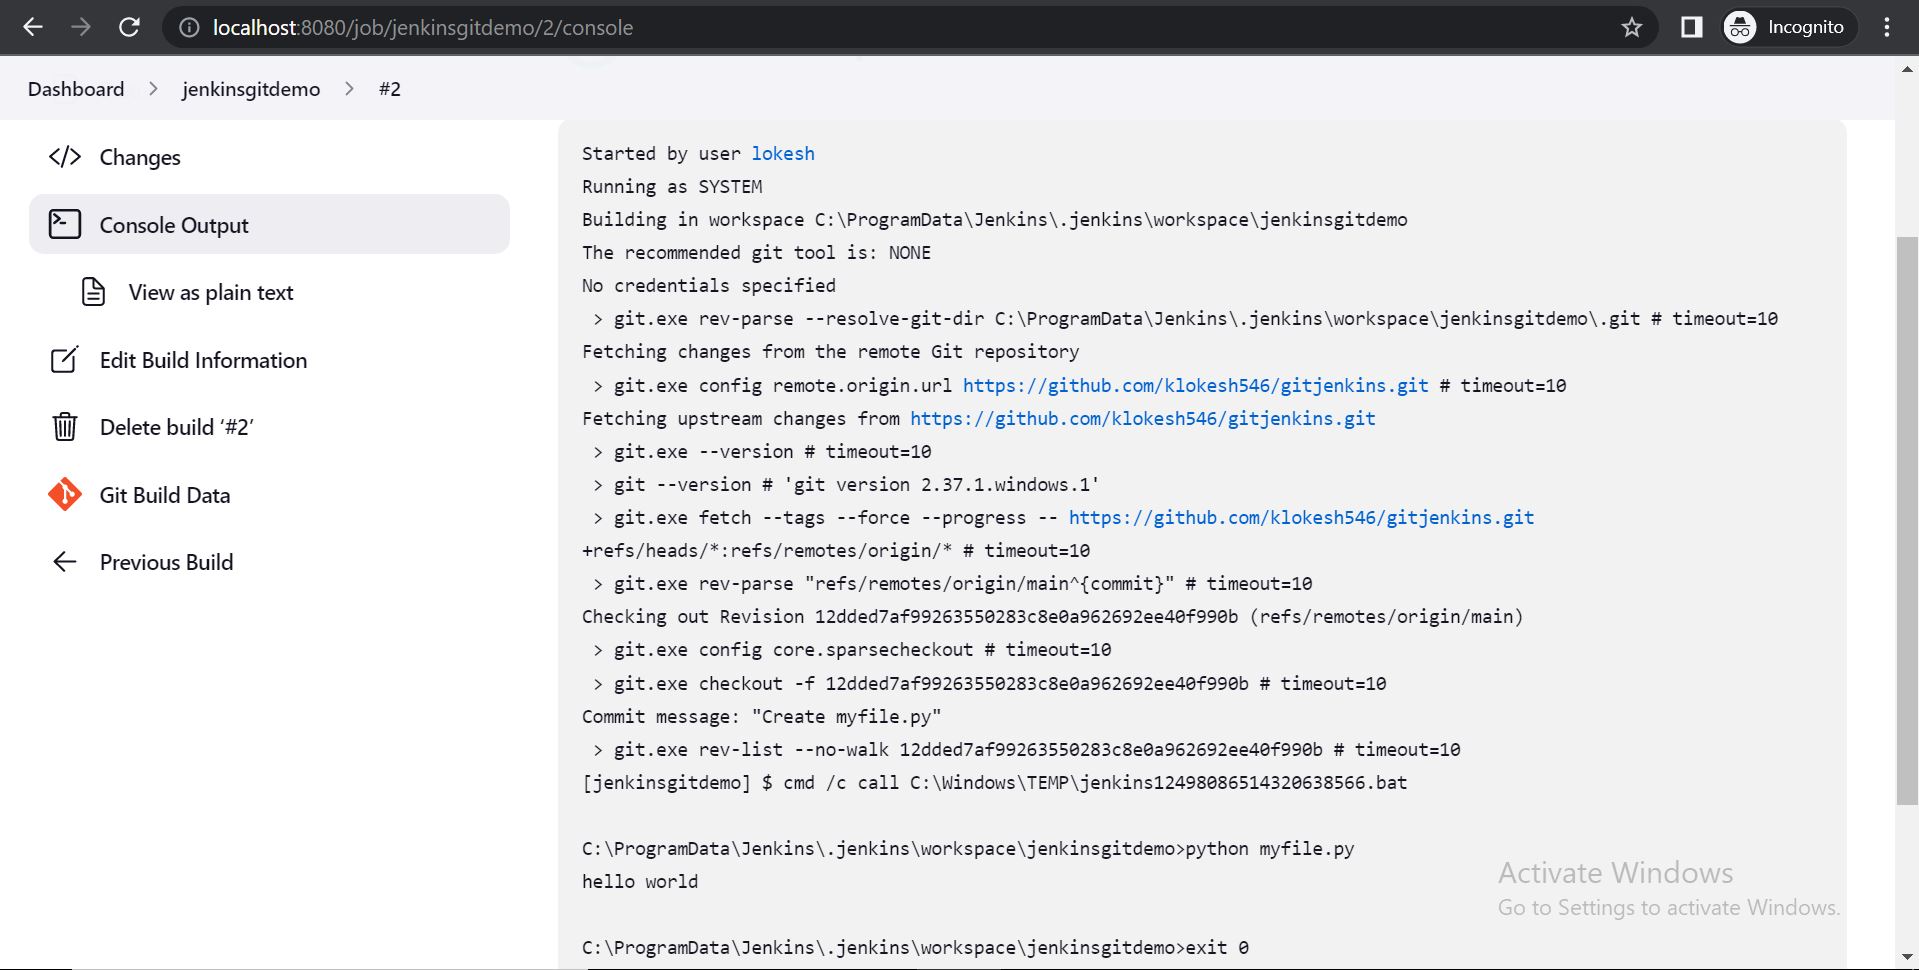 localhost:8080/job/jenkinsgitdemo/2/console
Incognito
Dashboard > jenkinsgitdemo > #2
Changes
Console Output
View as plain text
Edit Build Information
Delete build ‘#2’
Git Build Data
Previous Build
Started by user lokesh
Running as SYSTEM
Building in workspace C:\ProgramData\Jenkins\.jenkins\workspace\jenkinsgitdemo
The recommended git tool is: NONE
No credentials specified
 > git.exe rev-parse --resolve-git-dir C:\ProgramData\Jenkins\.jenkins\workspace\jenkinsgitdemo\.git # timeout=10
Fetching changes from the remote Git repository
 > git.exe config remote.origin.url https://github.com/klokesh546/gitjenkins.git # timeout=10
Fetching upstream changes from https://github.com/klokesh546/gitjenkins.git
 > git.exe --version # timeout=10
 > git --version # 'git version 2.37.1.windows.1'
 > git.exe fetch --tags --force --progress -- https://github.com/klokesh546/gitjenkins.git
+refs/heads/*:refs/remotes/origin/* # timeout=10
 > git.exe rev-parse "refs/remotes/origin/main^{commit}" # timeout=10
Checking out Revision 12dded7af99263550283c8e0a962692ee40f990b (refs/remotes/origin/main)
 > git.exe config core.sparsecheckout # timeout=10
 > git.exe checkout -f 12dded7af99263550283c8e0a962692ee40f990b # timeout=10
Commit message: "Create myfile.py"
 > git.exe rev-list --no-walk 12dded7af99263550283c8e0a962692ee40f990b # timeout=10
[jenkinsgitdemo] $ cmd /c call C:\Windows\TEMP\jenkins12498086514320638566.bat
C:\ProgramData\Jenkins\.jenkins\workspace\jenkinsgitdemo>python myfile.py
hello world
C:\ProgramData\Jenkins\.jenkins\workspace\jenkinsgitdemo>exit 0
Activate Windows
Go to Settings to activate Windows.